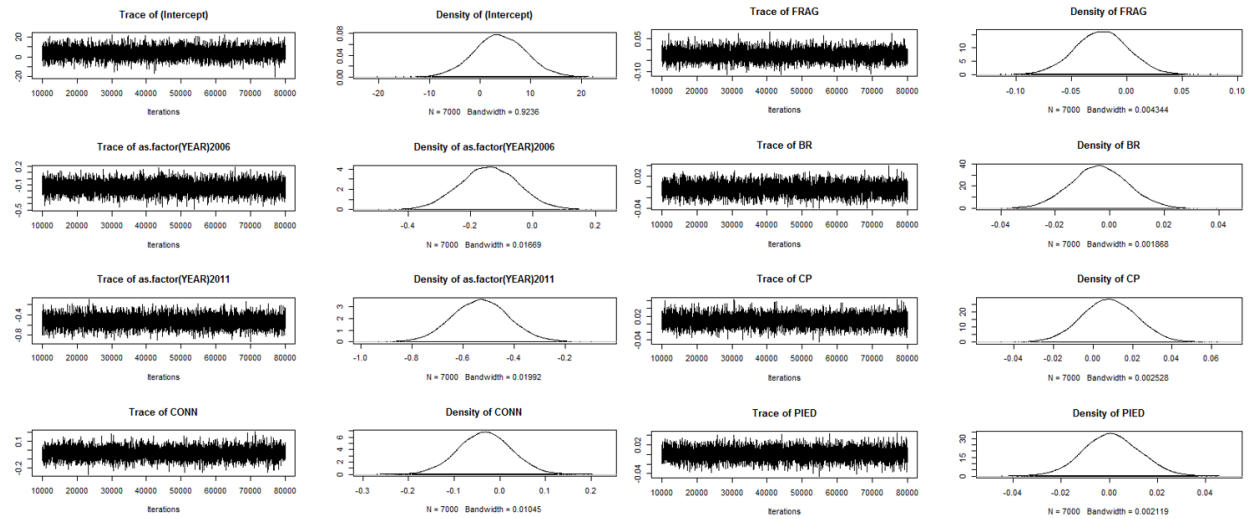 Trace of (Intercept)
20
0
-20
10000 20000 30000 40000 50000 60000 70000 80000
Iterations
Density of (Intercept)
0.08
0.04
0.00
-20 -10 0 10 20
N = 7000 Bandwidth = 0.9236
Trace of FRAG
0.05
-0.10
10000 20000 30000 40000 50000 60000 70000 80000
Iterations
Density of FRAG
10
5
0
-0.10 -0.05 0.00 0.05 0.10
N = 7000 Bandwidth = 0.004344
Trace of as.factor(YEAR)2006
0.2
-0.1
-0.5
10000 20000 30000 40000 50000 60000 70000 80000
Iterations
Density of as.factor(YEAR)2006
4
2
0
-0.4 -0.2 0.0 0.2
N = 7000 Bandwidth = 0.01669
Trace of BR
0.02
-0.04
10000 20000 30000 40000 50000 60000 70000 80000
Iterations
Density of BR
40
20
0
-0.04 -0.02 0.00 0.02 0.04
N = 7000 Bandwidth = 0.001868
Trace of as.factor(YEAR)2011
-0.4
-0.8
10000 20000 30000 40000 50000 60000 70000 80000
Iterations
Density of as.factor(YEAR)2011
3
2
1
0
-1.0 -0.8 -0.6 -0.4 -0.2
N = 7000 Bandwidth = 0.01992
Trace of CP
0.02
-0.04
10000 20000 30000 40000 50000 60000 70000 80000
Iterations
Density of CP
20
10
0
-0.04 -0.02 0.00 0.02 0.04 0.06
N = 7000 Bandwidth = 0.002528
Trace of CONN
0.1
-0.2
10000 20000 30000 40000 50000 60000 70000 80000
Iterations
Density of CONN
6
4
2
0
-0.3 -0.2 -0.1 0.0 0.1 0.2
N = 7000 Bandwidth = 0.01045
Trace of PIED
0.02
-0.04
10000 20000 30000 40000 50000 60000 70000 80000
Iterations
Density of PIED
30
15
0
-0.04 -0.02 0.00 0.02 0.04
N = 7000 Bandwidth = 0.002119